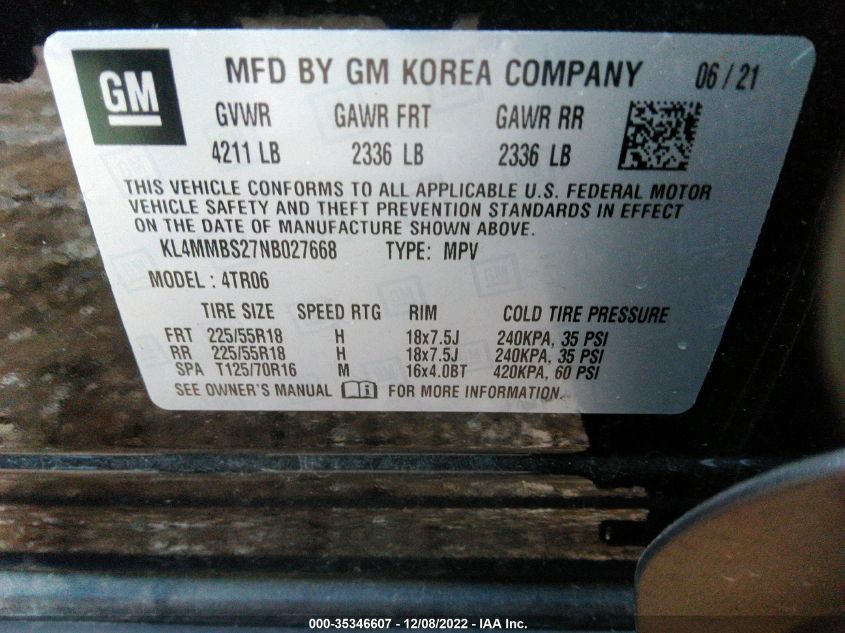 GM
MFD BY GM KOREA COMPANY 06/21
GVWR GAWR FRT GAWR RR
4211 LB 2336 LB 2336 LB
THIS VEHICLE CONFORMS TO ALL APPLICABLE U.S. FEDERAL MOTOR
VEHICLE SAFETY AND THEFT PREVENTION STANDARDS IN EFFECT
ON THE DATE OF MANUFACTURE SHOWN ABOVE.
KL4MMBS27NB027668 TYPE: MPV
MODEL : 4TR06
TIRE SIZE SPEED RTG RIM COLD TIRE PRESSURE
FRT 225/55R18 H 18x7.5J 240KPA, 35 PSI
RR 225/55R18 H 18x7.5J 240KPA, 35 PSI
SPA T125/70R16 M 16x4.0BT 420KPA, 60 PSI
SEE OWNER'S MANUAL FOR MORE INFORMATION.
000-35346607 - 12/08/2022 - IAA Inc.